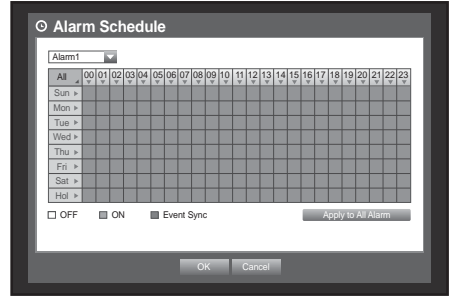 Alarm Schedule
Alarm1
All 00 01 02 03 04 05 06 07 08 09 10 11 12 13 14 15 16 17 18 19 20 21 22 23
Sun
Mon
Tue
Wed
Thu
Fri
Sat
Hol
OFF ON Event Sync Apply to All Alarm
OK Cancel